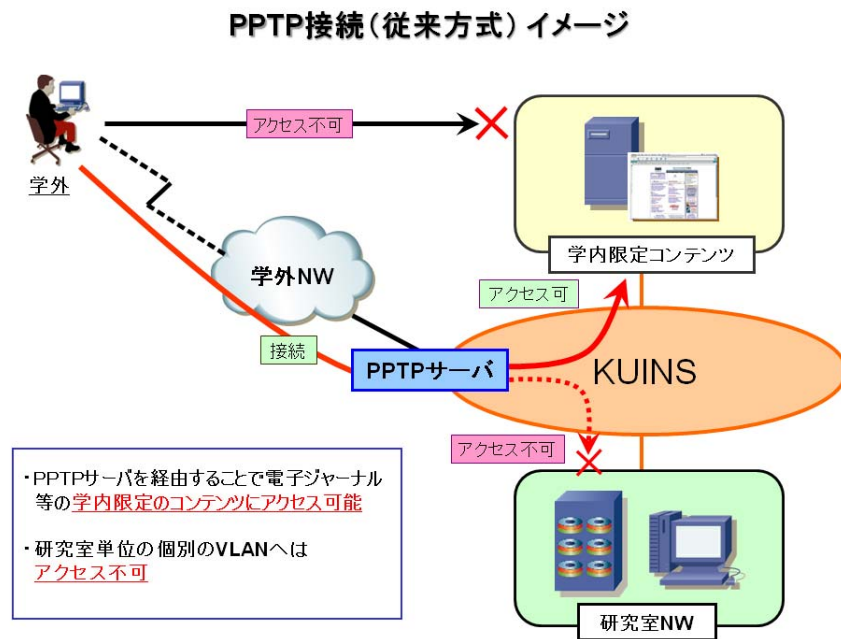 PPTP接続(従来方式) イメージ
アクセス不可
学外
学外NW
学内限定コンテンツ
アクセス可
接続
PPTPサーバ
KUINS
アクセス不可
・PPTPサーバを経由することで電子ジャーナル
等の学内限定のコンテンツにアクセス可能
・研究室単位の個別のVLANへは
アクセス不可
研究室NW